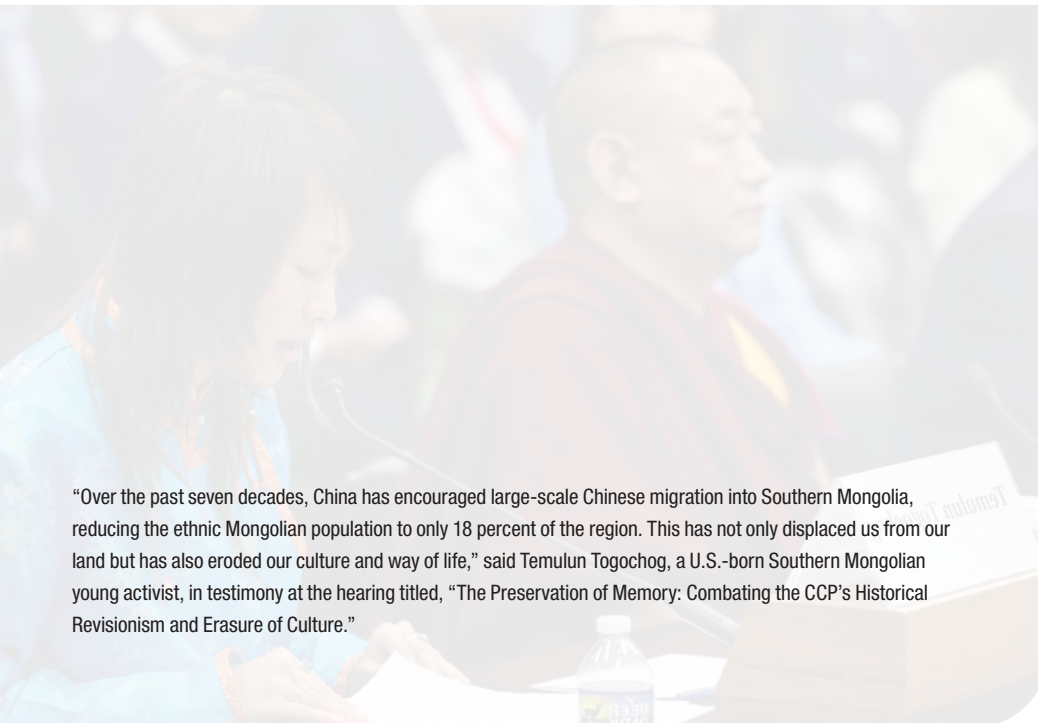 “Over the past seven decades, China has encouraged large-scale Chinese migration into Southern Mongolia,
reducing the ethnic Mongolian population to only 18 percent of the region. This has not only displaced us from our
land but has also eroded our culture and way of life,” said Temulun Togochog, a U.S.-born Southern Mongolian
young activist, in testimony at the hearing titled, “The Preservation of Memory: Combating the CCP’s Historical
Revisionism and Erasure of Culture.”
Temulun Togochog
DEER